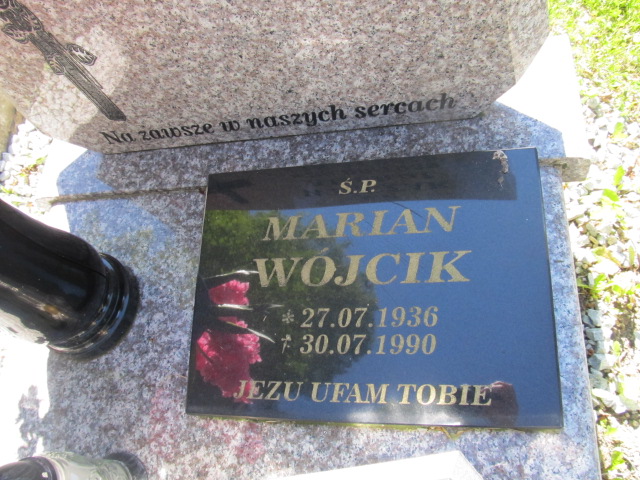 Na zawsze w naszych sercach
Ś.P.
MARIAN
WÓJCIK
* 27.07.1936
† 30.07.1990
JEZU UFAM TOBIE